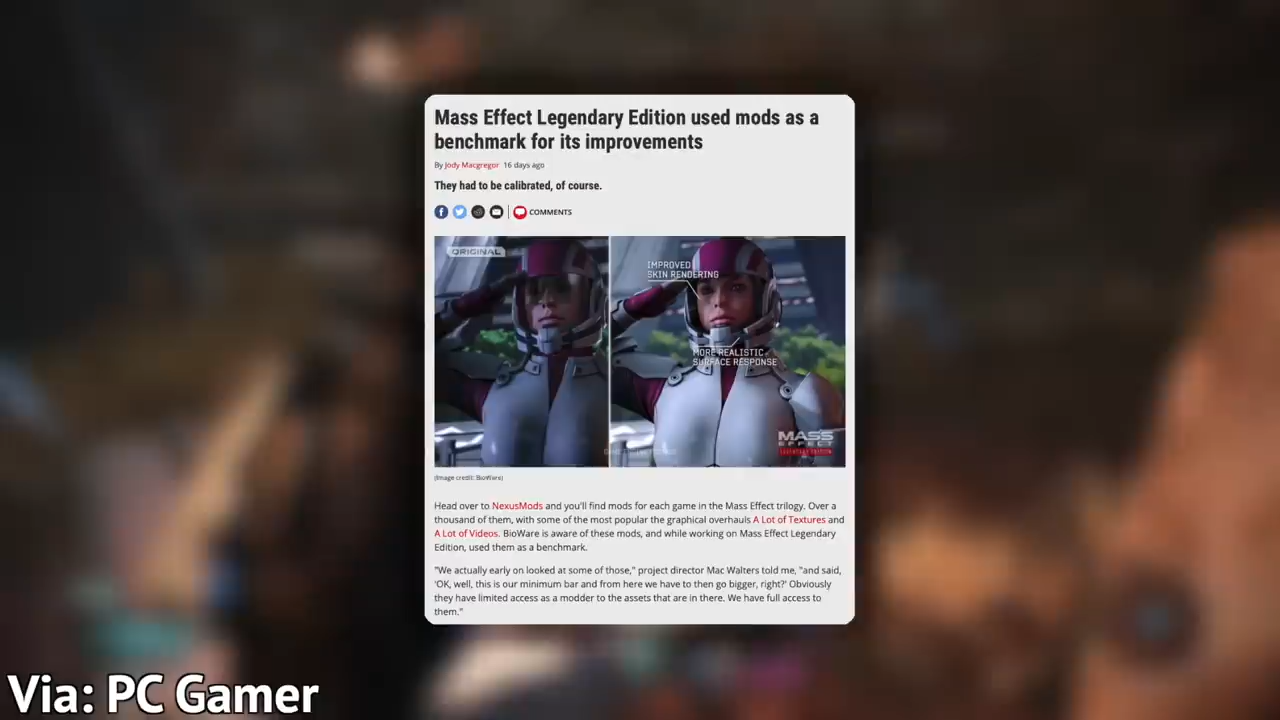 Mass Effect Legendary Edition used mods as a
benchmark for its improvements
By Jody Macgregor 16 days ago
They had to be calibrated, of course.
COMMENTS
ORIGINAL
IMPROVED
SKIN RENDERING
MORE REALISTIC
SURFACE RESPONSE
MASS
EFFECT
LEGENDARY EDITION
(Image credit: BioWare)
Head over to NexusMods and you'll find mods for each game in the Mass Effect trilogy. Over a
thousand of them, with some of the most popular the graphical overhauls A Lot of Textures and
A Lot of Videos. BioWare is aware of these mods, and while working on Mass Effect Legendary
Edition, used them as a benchmark.
"We actually early on looked at some of those," project director Mac Walters told me, "and said,
'OK, well, this is our minimum bar and from here we have to then go bigger, right?' Obviously
they have limited access as a modder to the assets that are in there. We have full access to
them."
Via: PC Gamer